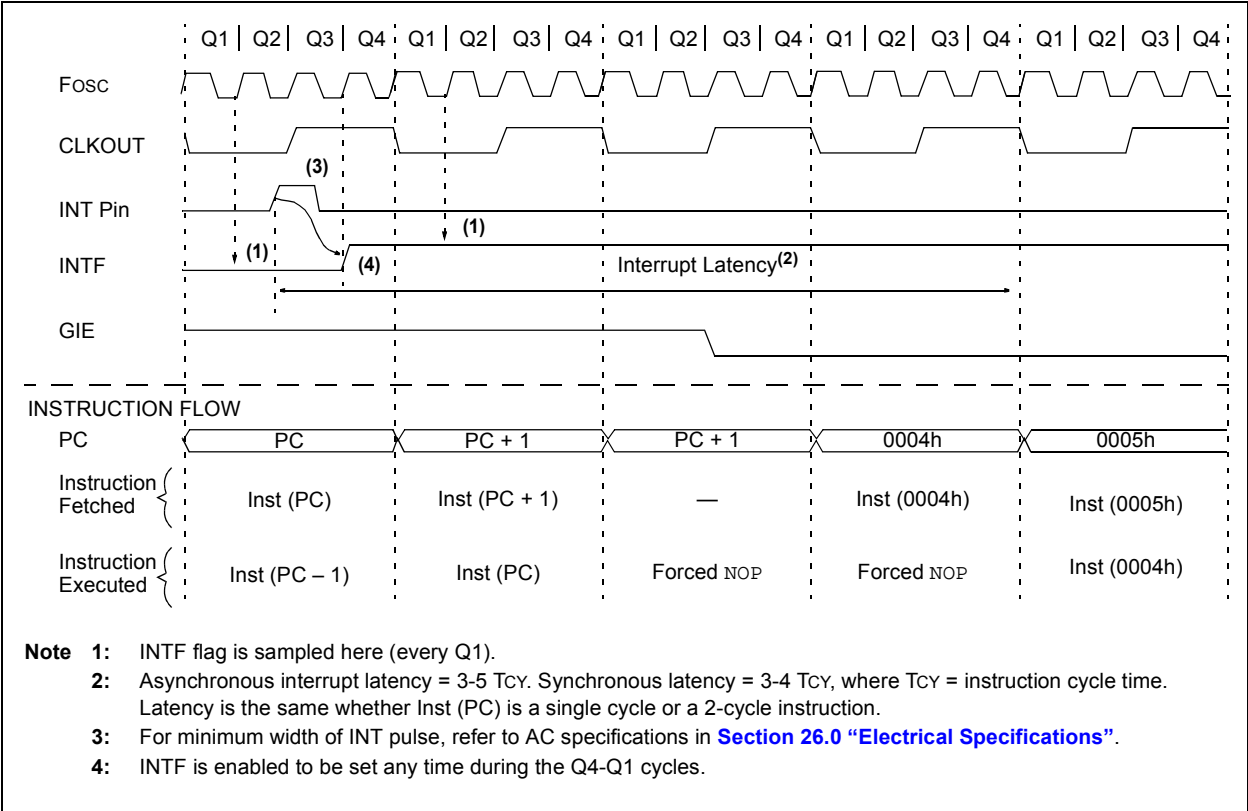 Q1 Q2 Q3 Q4 Q1 Q2 Q3 Q4 Q1 Q2 Q3 Q4 Q1 Q2 Q3 Q4 Q1 Q2 Q3 Q4
FOSC
CLKOUT
(3)
INT Pin
(1) (1)
INTF
(4) Interrupt Latency(2)
GIE
INSTRUCTION FLOW
PC PC PC + 1 PC + 1 0004h 0005h
Instruction
Fetched
Inst (PC) Inst (PC + 1) — Inst (0004h) Inst (0005h)
Instruction
Executed
Inst (PC – 1) Inst (PC) Forced NOP Forced NOP Inst (0004h)
Note 1: INTF flag is sampled here (every Q1).
2: Asynchronous interrupt latency = 3-5 TCY. Synchronous latency = 3-4 TCY, where TCY = instruction cycle time.
Latency is the same whether Inst (PC) is a single cycle or a 2-cycle instruction.
3: For minimum width of INT pulse, refer to AC specifications in Section 26.0 “Electrical Specifications”.
4: INTF is enabled to be set any time during the Q4-Q1 cycles.